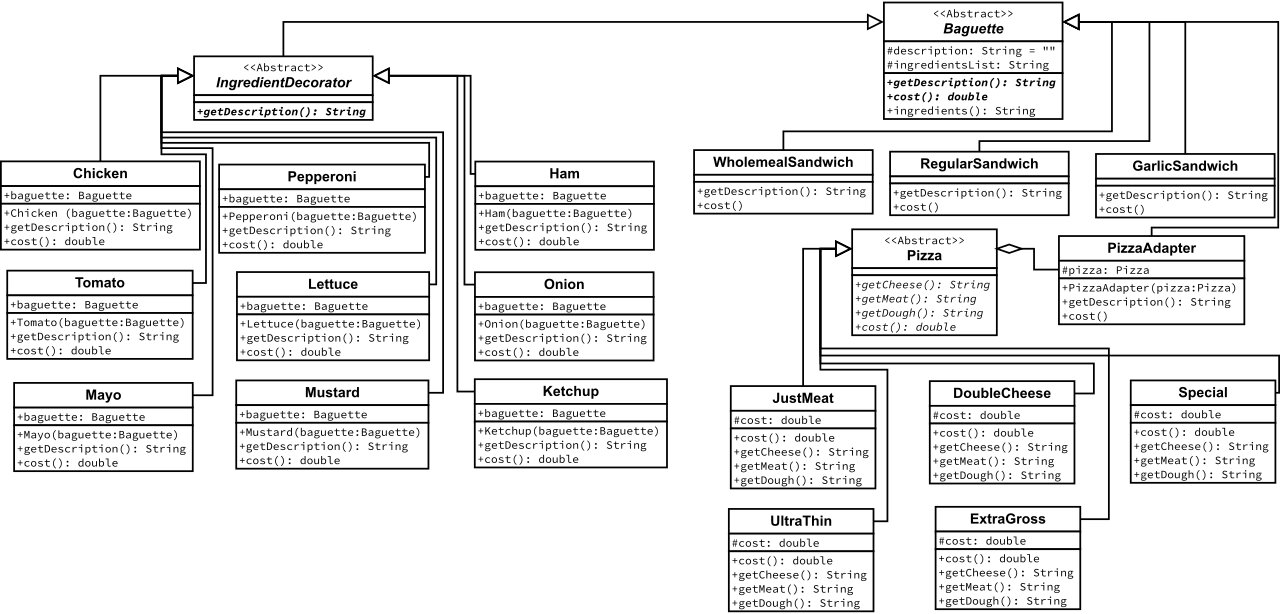 <<Abstract>>
Baguette
#description: String = ""
#ingredientsList: String
+getDescription(): String
+cost(): double
+ingredients(): String
<<Abstract>>
IngredientDecorator
+getDescription(): String
Chicken
+baguette: Baguette
+Chicken (baguette:Baguette)
+getDescription(): String
+cost(): double
Pepperoni
+baguette: Baguette
+Pepperoni(baguette:Baguette)
+getDescription(): String
+cost(): double
Ham
+baguette: Baguette
+Ham(baguette:Baguette)
+getDescription(): String
+cost(): double
WholemealSandwich
+getDescription(): String
+cost()
RegularSandwich
+getDescription(): String
+cost()
GarlicSandwich
+getDescription(): String
+cost()
Tomato
+baguette: Baguette
+Tomato(baguette:Baguette)
+getDescription(): String
+cost(): double
Lettuce
+baguette: Baguette
+Lettuce(baguette:Baguette)
+getDescription(): String
+cost(): double
Onion
+baguette: Baguette
+Onion(baguette:Baguette)
+getDescription(): String
+cost(): double
<<Abstract>>
Pizza
+getCheese(): String
+getMeat(): String
+getDough(): String
+cost(): double
PizzaAdapter
#pizza: Pizza
+PizzaAdapter(pizza:Pizza)
+getDescription(): String
+cost()
Mayo
+baguette: Baguette
+Mayo(baguette:Baguette)
+getDescription(): String
+cost(): double
Mustard
+baguette: Baguette
+Mustard(baguette:Baguette)
+getDescription(): String
+cost(): double
Ketchup
+baguette: Baguette
+Ketchup(baguette:Baguette)
+getDescription(): String
+cost(): double
JustMeat
#cost: double
+cost(): double
+getCheese(): String
+getMeat(): String
+getDough(): String
DoubleCheese
#cost: double
+cost(): double
+getCheese(): String
+getMeat(): String
+getDough(): String
Special
#cost: double
+cost(): double
+getCheese(): String
+getMeat(): String
+getDough(): String
UltraThin
#cost: double
+cost(): double
+getCheese(): String
+getMeat(): String
+getDough(): String
ExtraGross
#cost: double
+cost(): double
+getCheese(): String
+getMeat(): String
+getDough(): String